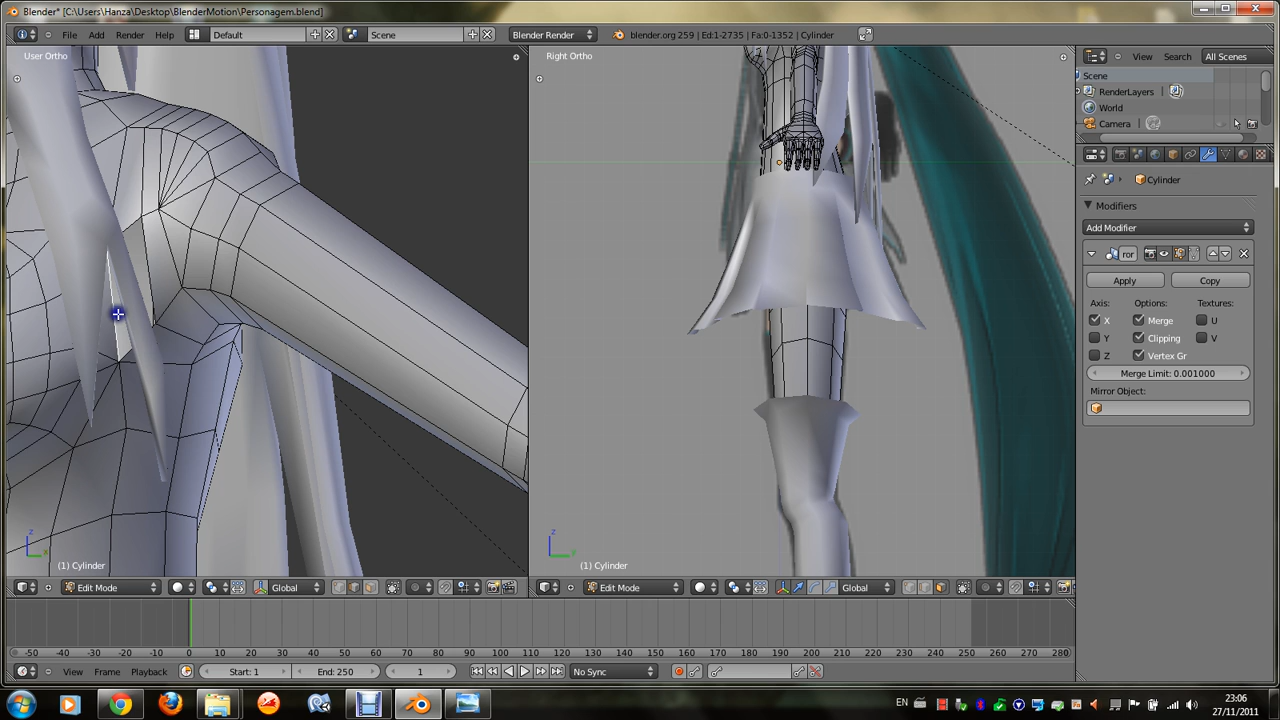 Blender* [C:\Users\Hanza\Desktop\BlenderMotion\Personagem.blend]
File Add Render Help Default Scene Blender Render blender.org 259 | Ed:1-2735 | Fa:0-1352 | Cylinder
User Ortho
Right Ortho
View Search All Scenes
Scene
RenderLayers
World
Camera
Cylinder
Modifiers
Add Modifier
ror
Apply Copy
Axis: Options: Textures:
X Merge U
Y Clipping V
Z Vertex Gr
Merge Limit: 0.001000
Mirror Object:
z
x
(1) Cylinder
z
y
(1) Cylinder
Edit Mode Global
Edit Mode Global
-50 -40 -30 -20 -10 0 10 20 30 40 50 60 70 80 90 100 110 120 130 140 150 160 170 180 190 200 210 220 230 240 250 260 270 280
View Frame Playback Start: 1 End: 250 1 No Sync
EN
23:06
27/11/2011